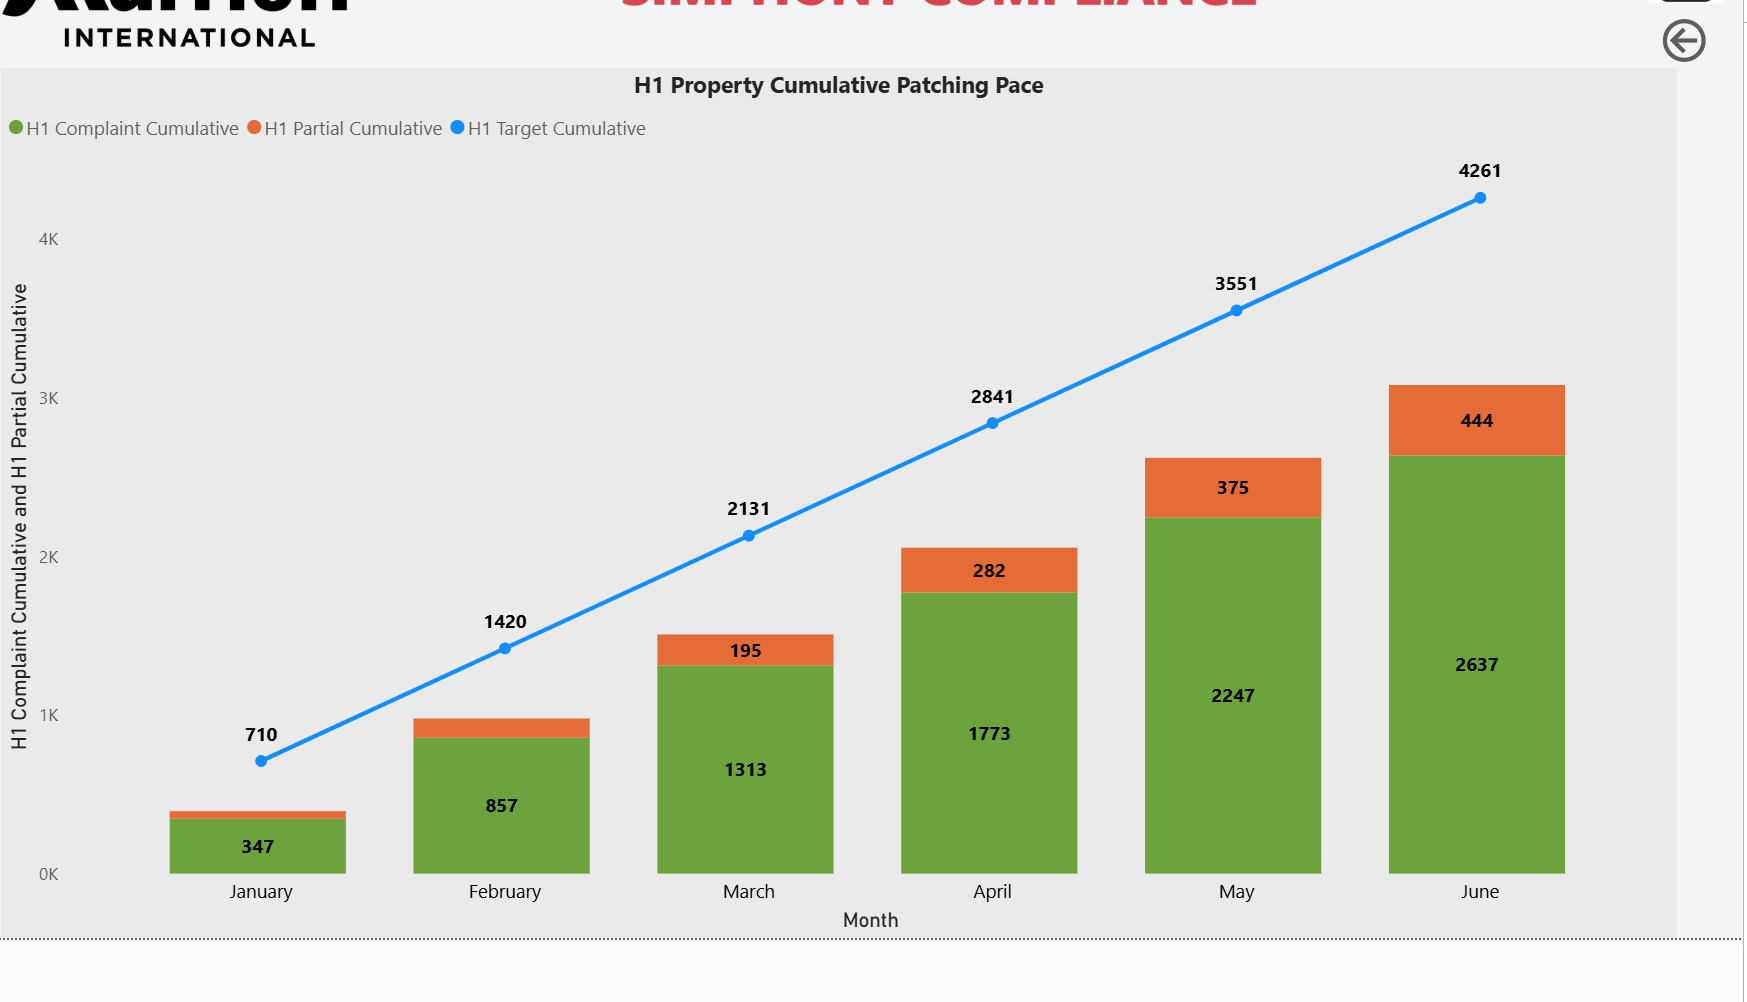 INTERNATIONAL
SIMPHONY COMPLIANCE
H1 Property Cumulative Patching Pace
H1 Complaint Cumulative H1 Partial Cumulative H1 Target Cumulative
H1 Complaint Cumulative and H1 Partial Cumulative
4K
3K
2K
1K
0K
710
1420
2131
2841
3551
4261
347
857
195
1313
282
1773
375
2247
444
2637
January
February
March
April
May
June
Month